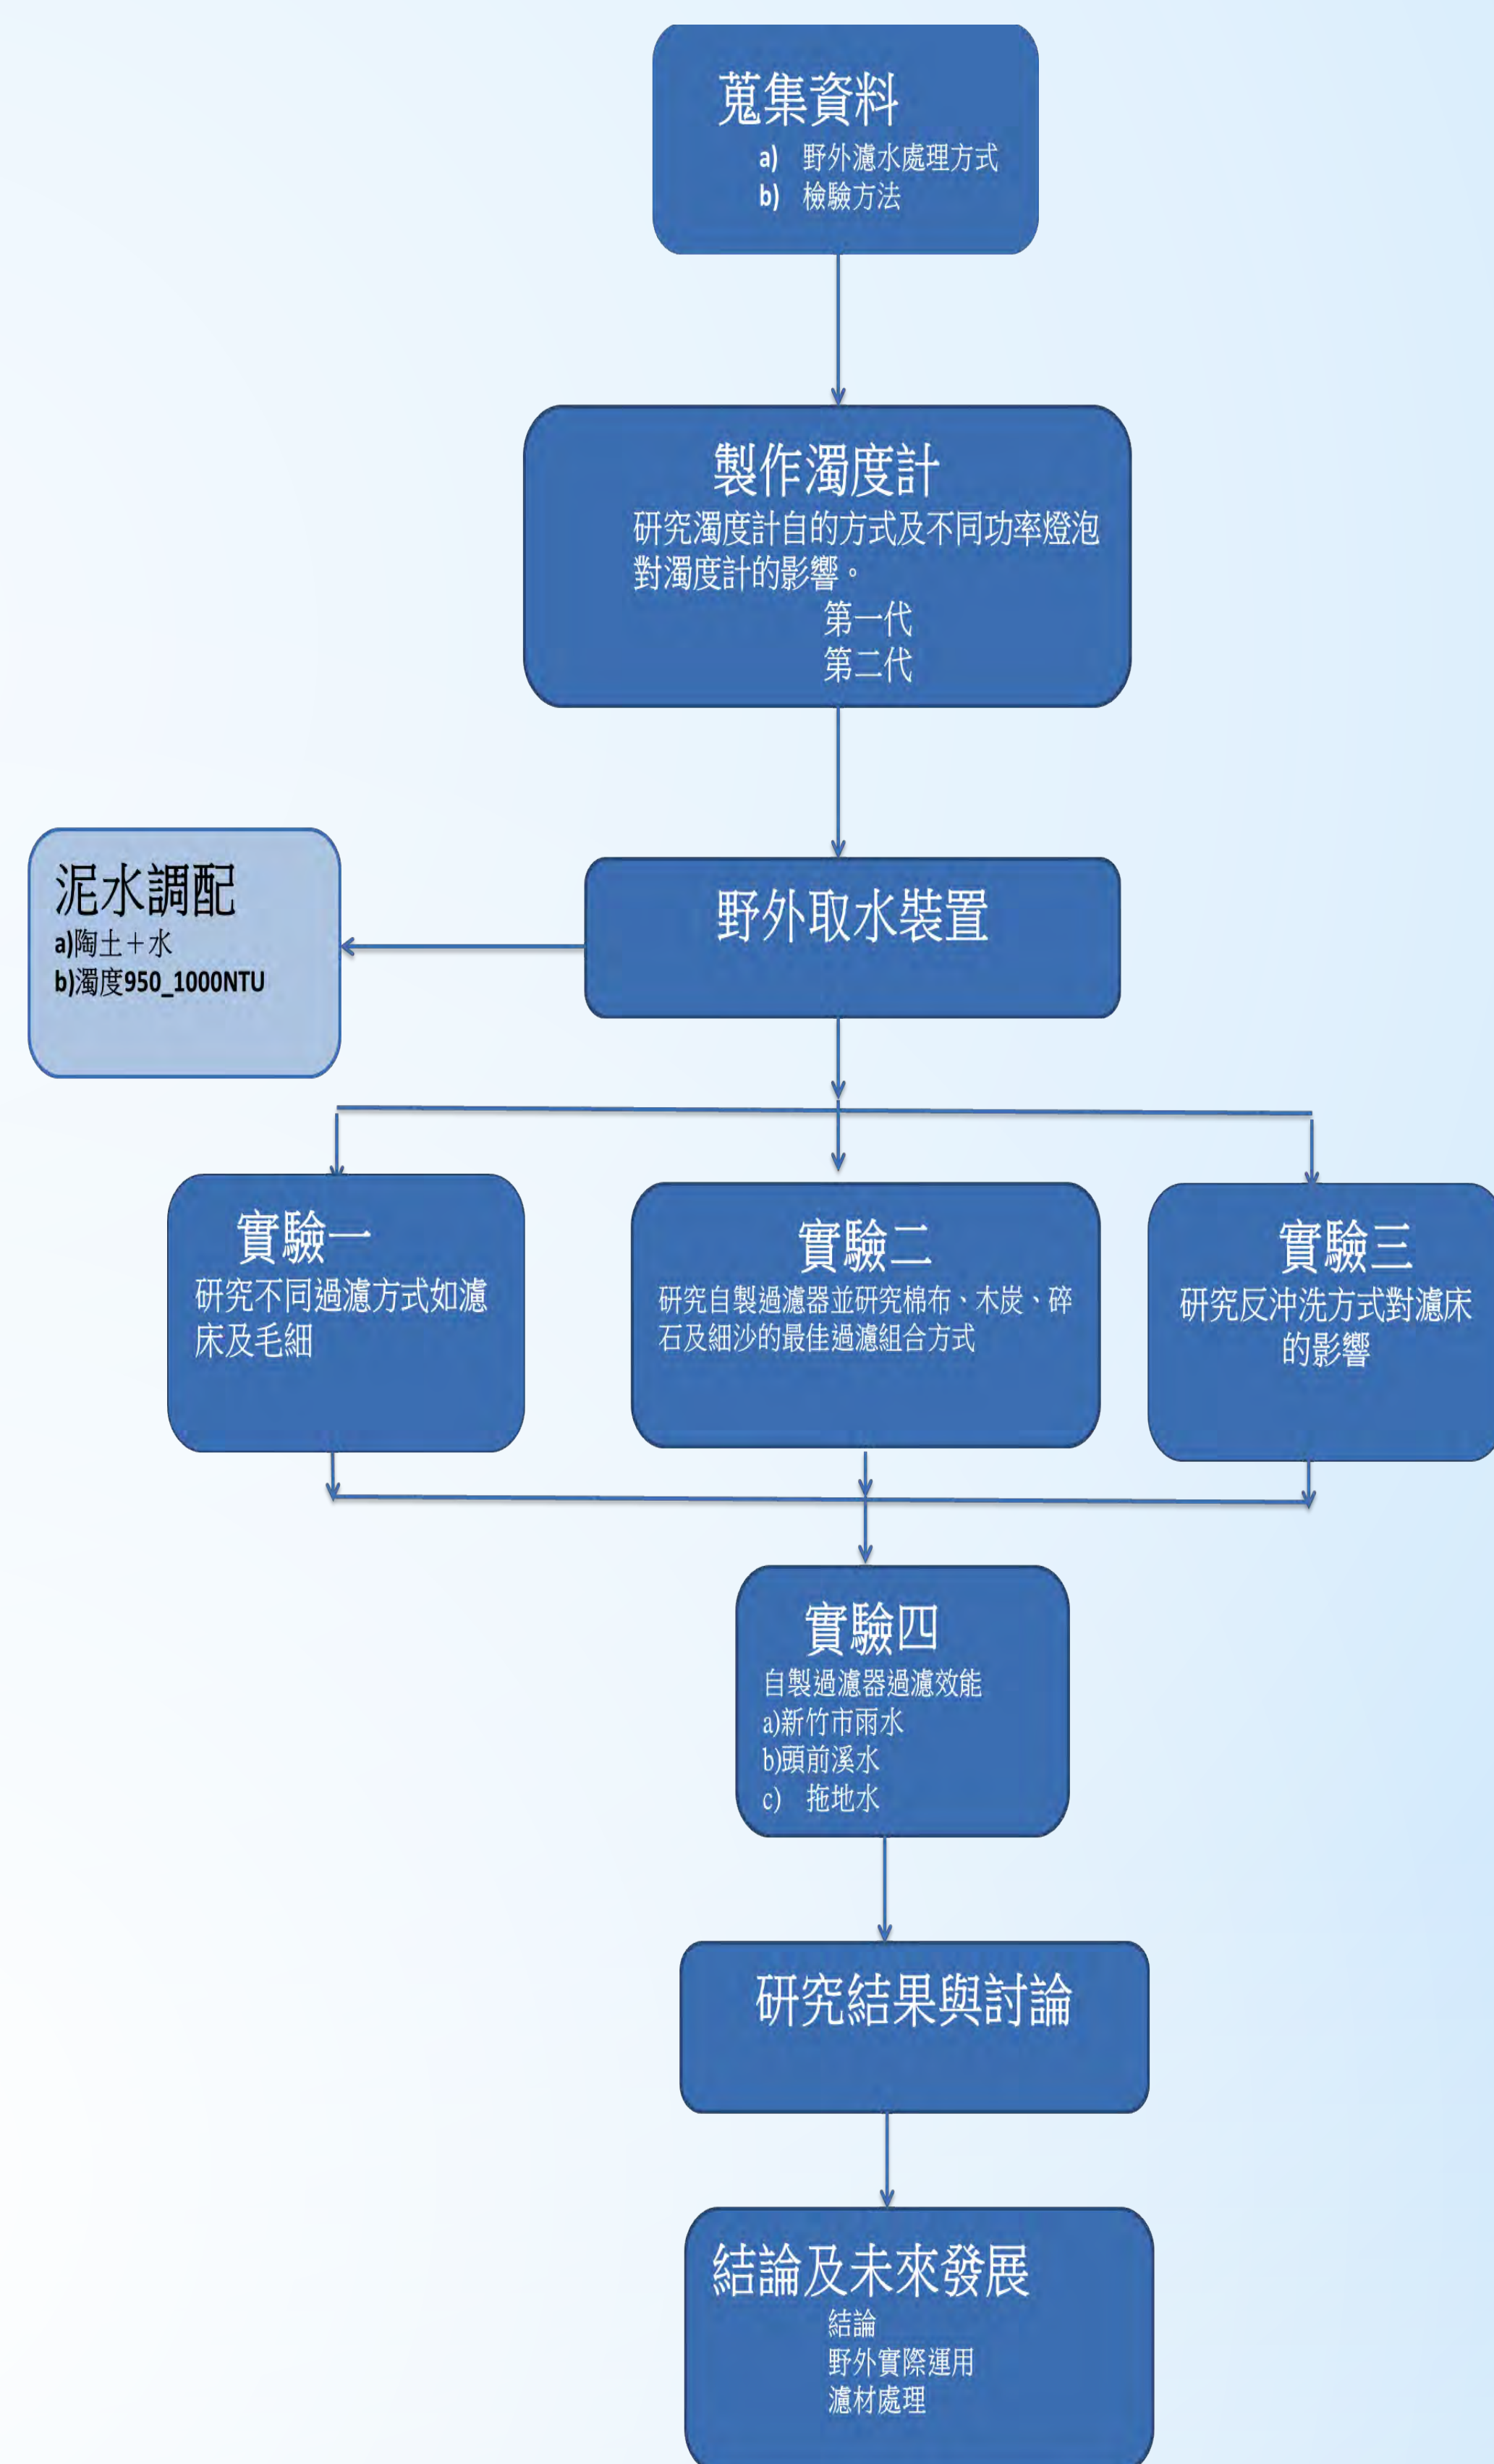 蒐集資料
a) 野外濾水處理方式
b) 檢驗方法
製作濁度計
研究濁度計自的方式及不同功率燈泡
對濁度計的影響。
第一代
第二代
泥水調配
a)陶土＋水
b)濁度950_1000NTU
野外取水裝置
實驗一
研究不同過濾方式如濾
床及毛細
實驗二
研究自製過濾器並研究棉布、木炭、碎
石及細沙的最佳過濾組合方式
實驗三
研究反沖洗方式對濾床
的影響
實驗四
自製過濾器過濾效能
a)新竹市雨水
b)頭前溪水
c) 拖地水
研究結果與討論
結論及未來發展
結論
野外實際運用
濾材處理